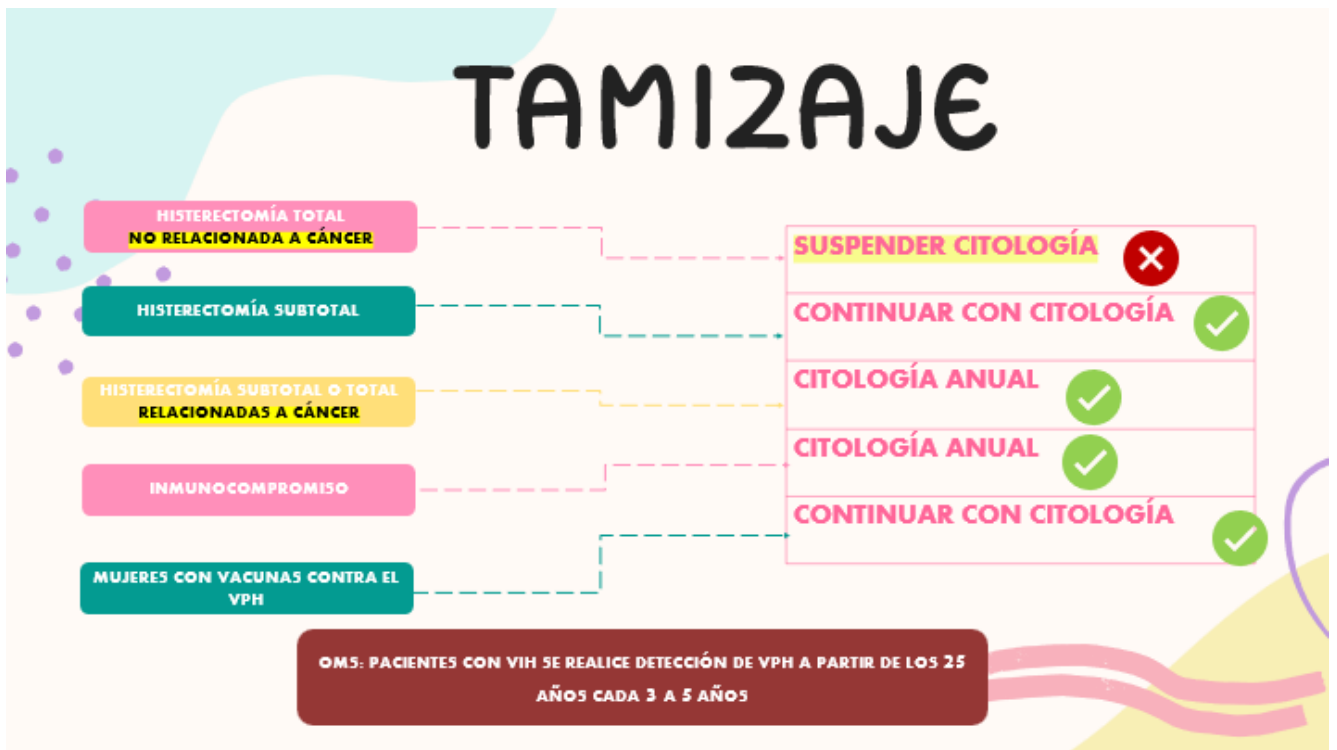 TAMIZAJE
HISTERECTOMÍA TOTAL
NO RELACIONADA A CÁNCER
SUSPENDER CITOLOGÍA
HISTERECTOMÍA SUBTOTAL
CONTINUAR CON CITOLOGÍA
HISTERECTOMÍA SUBTOTAL O TOTAL
RELACIONADAS A CÁNCER
CITOLOGÍA ANUAL
INMUNOCOMPROMISO
CITOLOGÍA ANUAL
MUJERES CON VACUNAS CONTRA EL
VPH
CONTINUAR CON CITOLOGÍA
OMS: PACIENTES CON VIH SE REALICE DETECCIÓN DE VPH A PARTIR DE LOS 25
AÑOS CADA 3 A 5 AÑOS